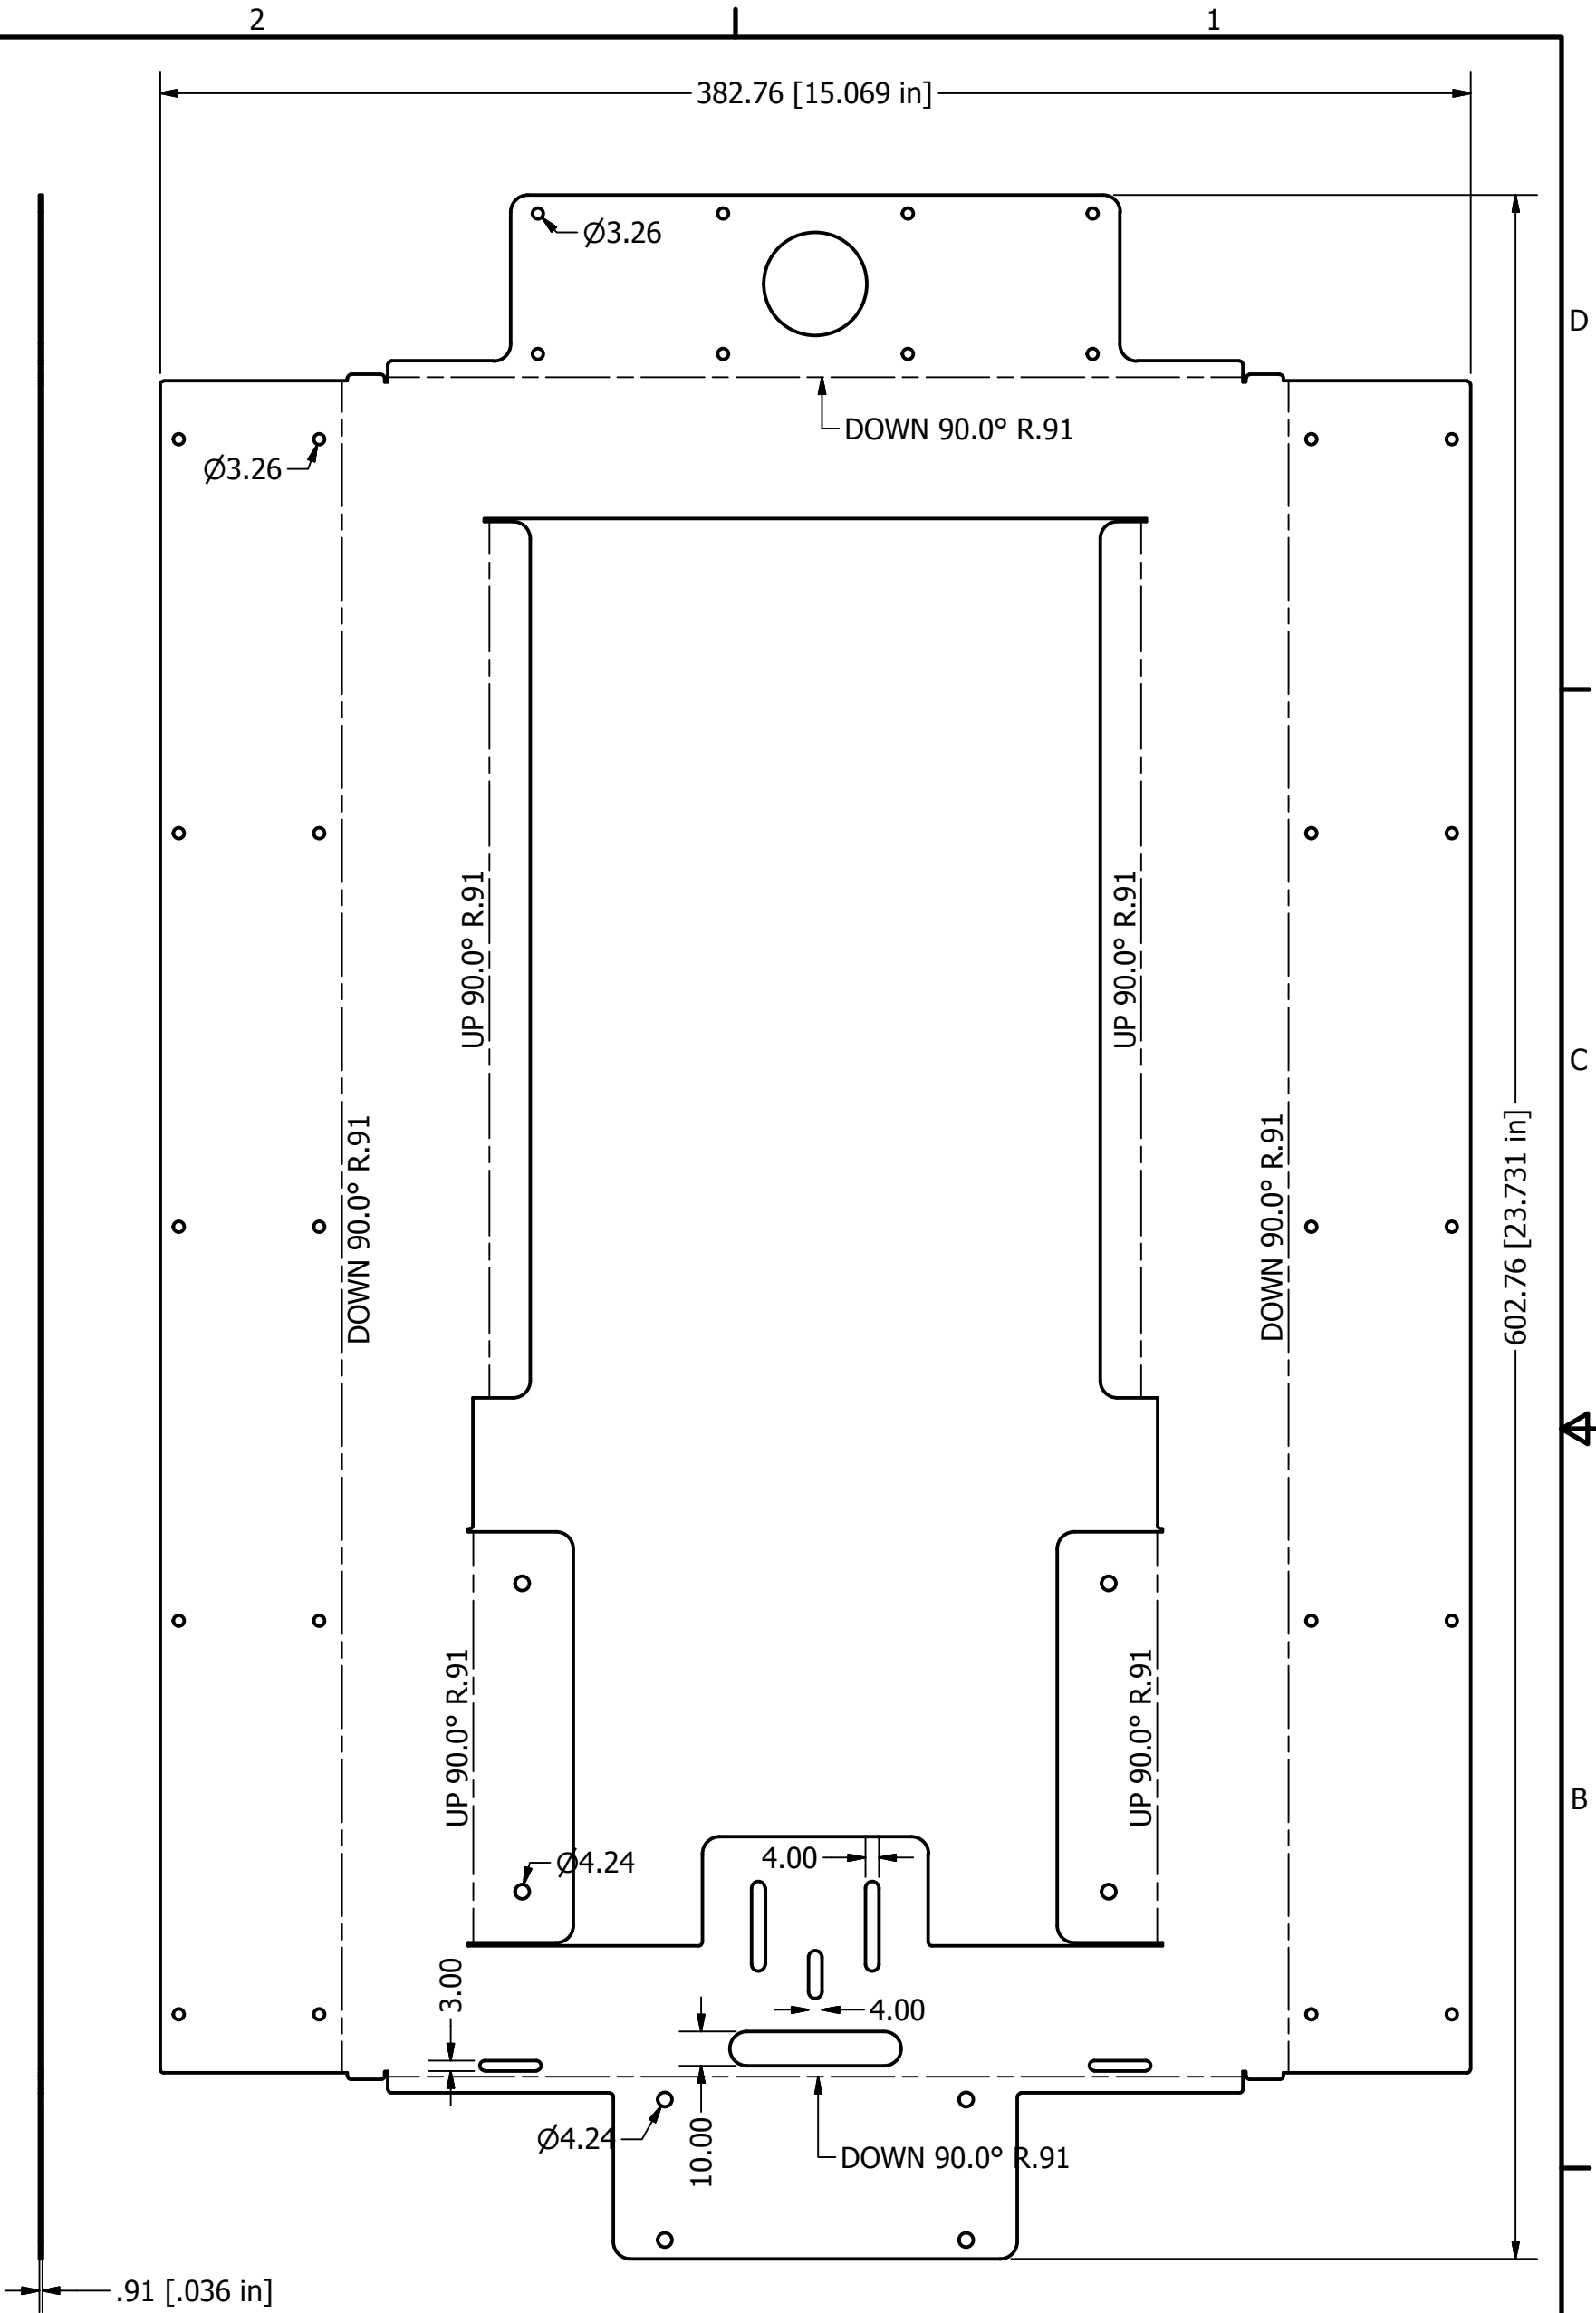 2
1
382.76 [15.069 in]
Ø3.26
D
DOWN 90.0° R.91
Ø3.26
UP 90.0° R.91
UP 90.0° R.91
C
DOWN 90.0° R.91
DOWN 90.0° R.91
602.76 [23.731 in]
UP 90.0° R.91
UP 90.0° R.91
B
4.00
Ø4.24
3.00
4.00
10.00
Ø4.24
DOWN 90.0° R.91
.91 [.036 in]